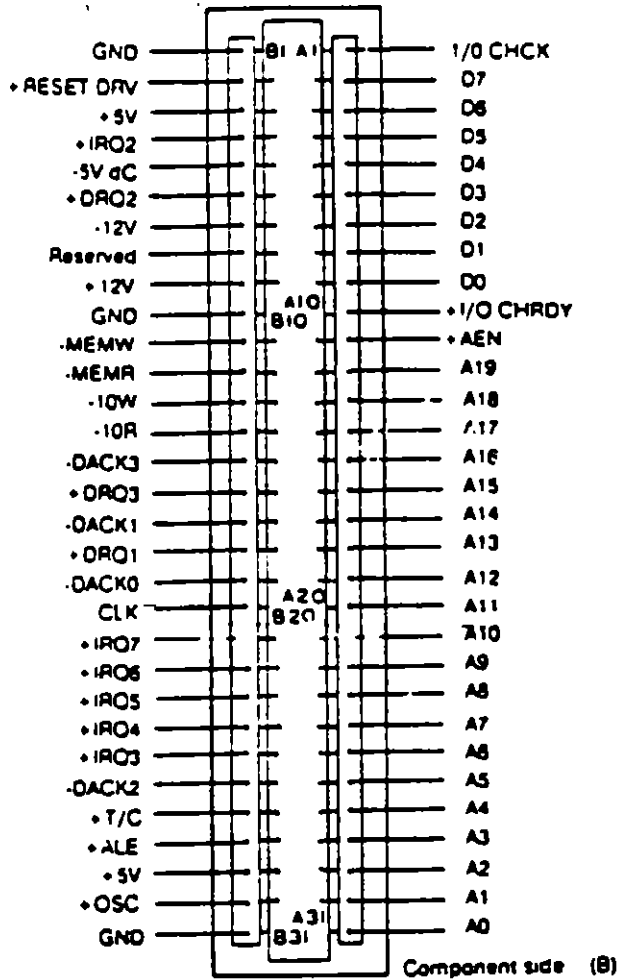 GND B1 A1 I/0 CHCK
+RESET DRV D7
+5V D6
+IRQ2 D5
-5V dC D4
+DRQ2 D3
-12V D2
Reserved D1
+12V D0
GND A10 B10 +I/O CHRDY
-MEMW +AEN
-MEMR A19
-10W A18
-10R A17
-DACK3 A16
+DRQ3 A15
-DACK1 A14
+DRQ1 A13
-DACK0 A12
CLK A20 B20 A11
+IRQ7 A10
+IRQ6 A9
+IRQ5 A8
+IRQ4 A7
+IRQ3 A6
-DACK2 A5
+T/C A4
+ALE A3
+5V A2
+OSC A31 A1
GND B31 A0
Component side (B)